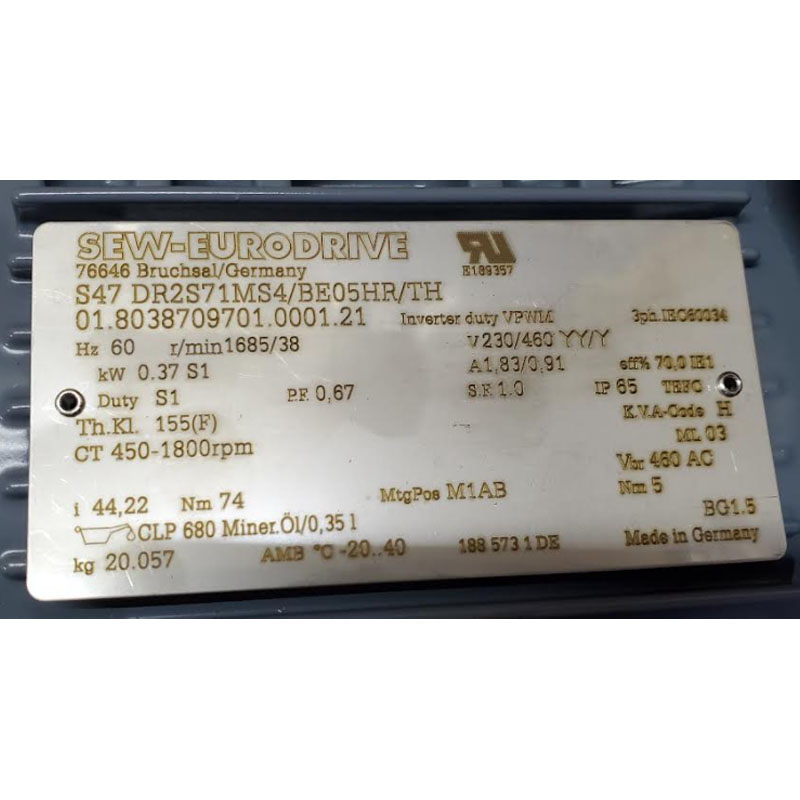 SEW-EURODRIVE
E189357
76646 Bruchsal/Germany
S47 DR2S71MS4/BE05HR/TH
01.8038709701.0001.21 Inverter duty VPWM 3ph.IEC60034
Hz 60 r/min1685/38 V 230/460 YY/Y
kW 0.37 S1 A1,83/0,91 eff% 70,0 IE1
Duty S1 P.F. 0,67 S.F. 1.0 IP 65 TEFC
Th.Kl. 155(F) K.V.A-Code H
ML 03
CT 450-1800rpm Vbr 460 AC
i 44,22 Nm 74 MtgPos M1AB Nm 5
BG1.5
CLP 680 Miner.Öl/0,35 l Made in Germany
kg 20.057 AMB °C -20..40 188 573 1 DE